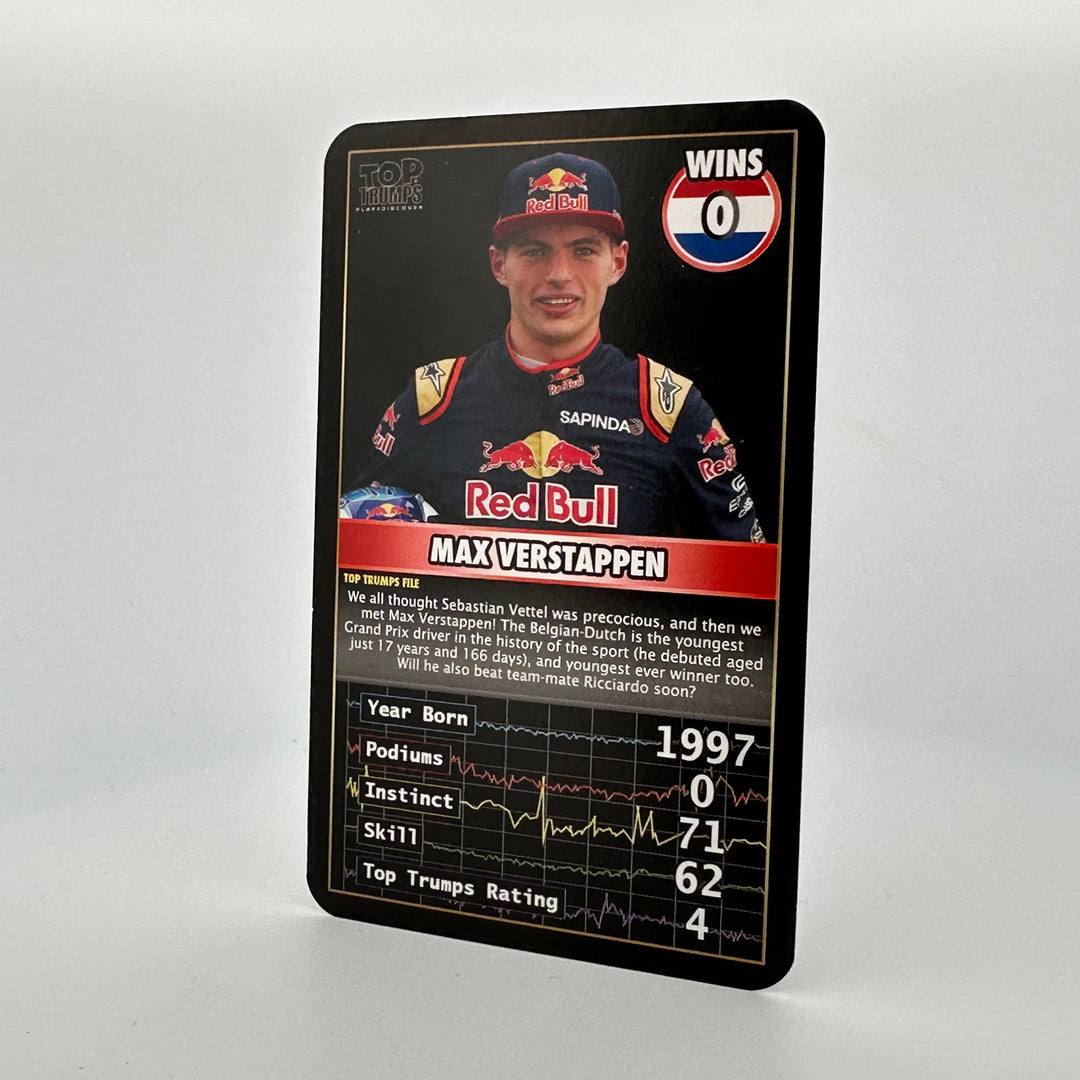 TOP TRUMPS
PLAY&DISCOVER
WINS
0
Red Bull
Red Bull
SAPINDA
Bull
Red
Red Bull
MAX VERSTAPPEN
TOP TRUMPS FILE
We all thought Sebastian Vettel was precocious, and then we
met Max Verstappen! The Belgian-Dutch is the youngest
Grand Prix driver in the history of the sport (he debuted aged
just 17 years and 166 days), and youngest ever winner too.
Will he also beat team-mate Ricciardo soon?
Year Born 1997
Podiums 0
Instinct 71
Skill 62
Top Trumps Rating 4